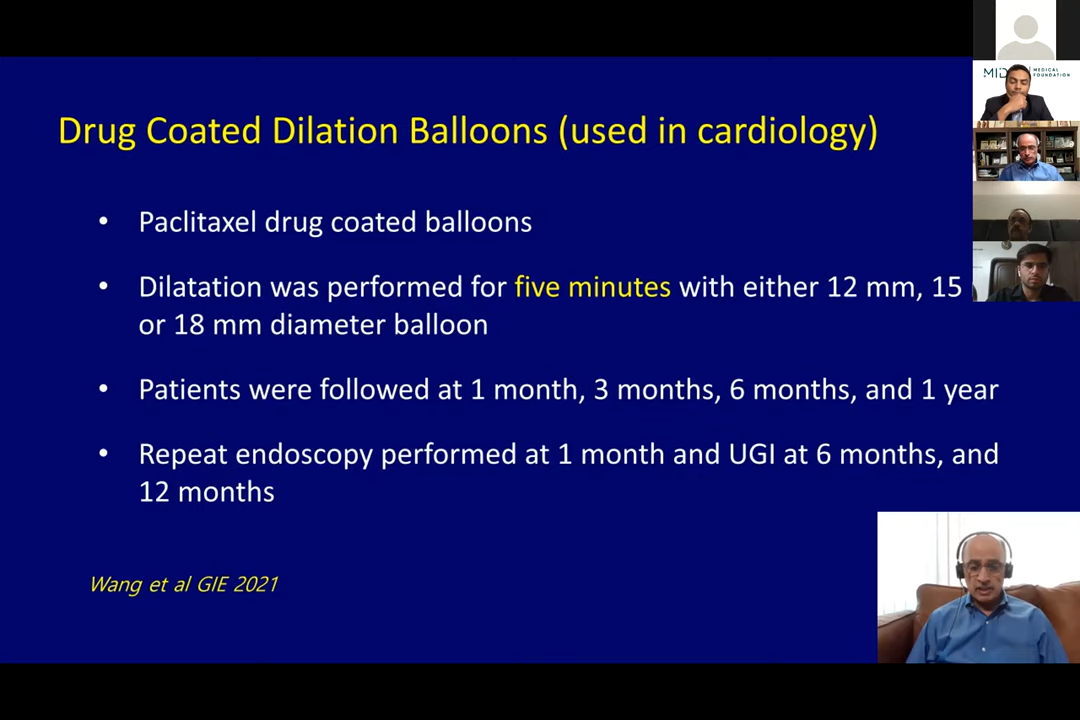 Drug Coated Dilation Balloons (used in cardiology)
• Paclitaxel drug coated balloons
• Dilatation was performed for five minutes with either 12 mm, 15
or 18 mm diameter balloon
• Patients were followed at 1 month, 3 months, 6 months, and 1 year
• Repeat endoscopy performed at 1 month and UGI at 6 months, and
12 months
Wang et al GIE 2021
MEDICAL
FOUNDATION